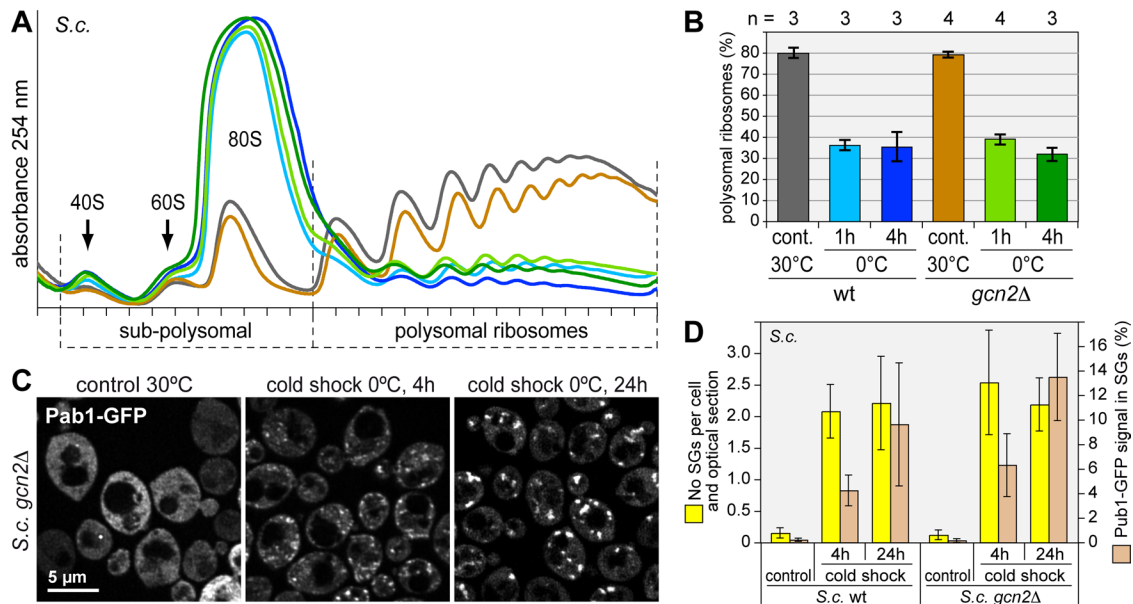 A
S.c.
absorbance 254 nm
40S
60S
80S
sub-polysomal
polysomal ribosomes
B
n = 3 3 3 4 4 3
polysomal ribosomes (%)
90
80
70
60
50
40
30
20
10
0
cont. 1h 4h cont. 1h 4h
30°C 0°C 30°C 0°C
wt gcn2Δ
C
control 30ºC
cold shock 0ºC, 4h
cold shock 0ºC, 24h
Pab1-GFP
S.c. gcn2Δ
5 µm
D
S.c.
No SGs per cell
and optical section
3.0
2.5
2.0
1.5
1
0.5
0
18
16
14
12
10
8
6
4
2
0
Pub1-GFP signal in SGs (%)
4h 24h 4h 24h
control cold shock control cold shock
S.c. wt S.c. gcn2Δ